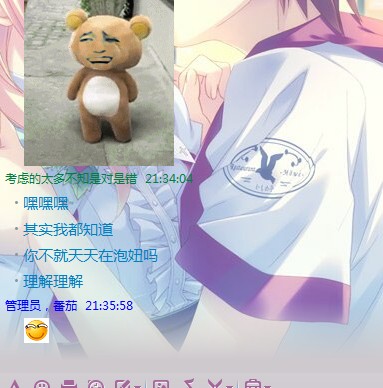 考虑的太多不知是对是错 21:34:04
嘿嘿嘿
其实我都知道
你不就天天在泡妞吗
理解理解
管理员，番茄 21:35:58